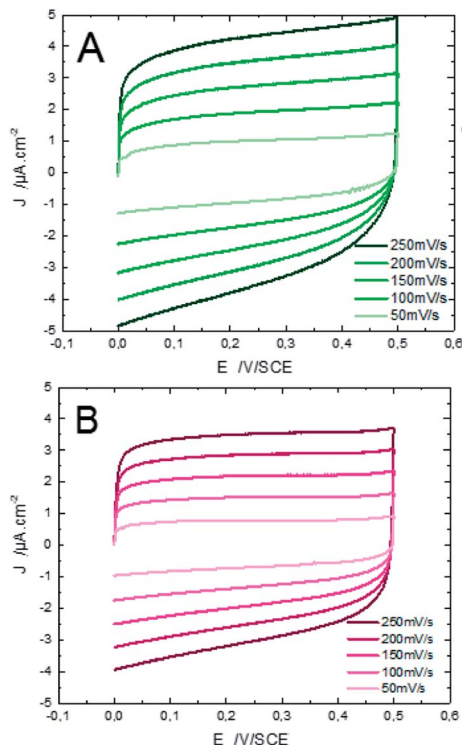 A
5
4
3
2
1
0
-1
-2
-3
-4
-5
J /µA.cm-2
250mV/s
200mV/s
150mV/s
100mV/s
50mV/s
-0,1 0,0 0,1 0,2 0,3 0,4 0,5 0,6
E /V/SCE
B
5
4
3
2
1
0
-1
-2
-3
-4
-5
J /µA.cm-2
250mV/s
200mV/s
150mV/s
100mV/s
50mV/s
-0,1 0,0 0,1 0,2 0,3 0,4 0,5 0,6
E /V/SCE